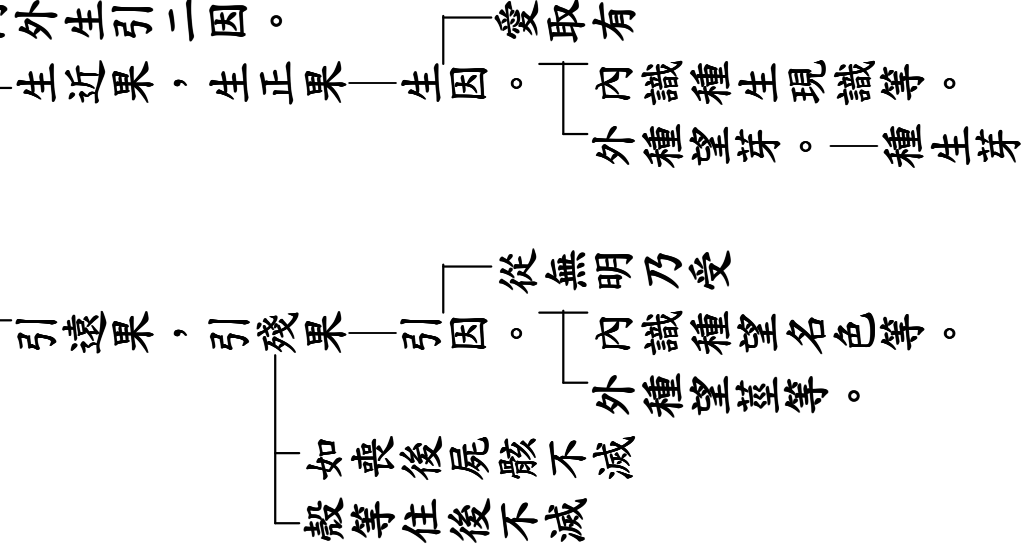 外生引二因。
愛取有
生近果，生正果—生因。
內識種生現識等。
外種望芽。—種生芽
從無明乃受
引遠果，引殘果—引因。
內識種望名色等。
外種望莖等。
如喪後屍骸不滅
殼等住後不滅